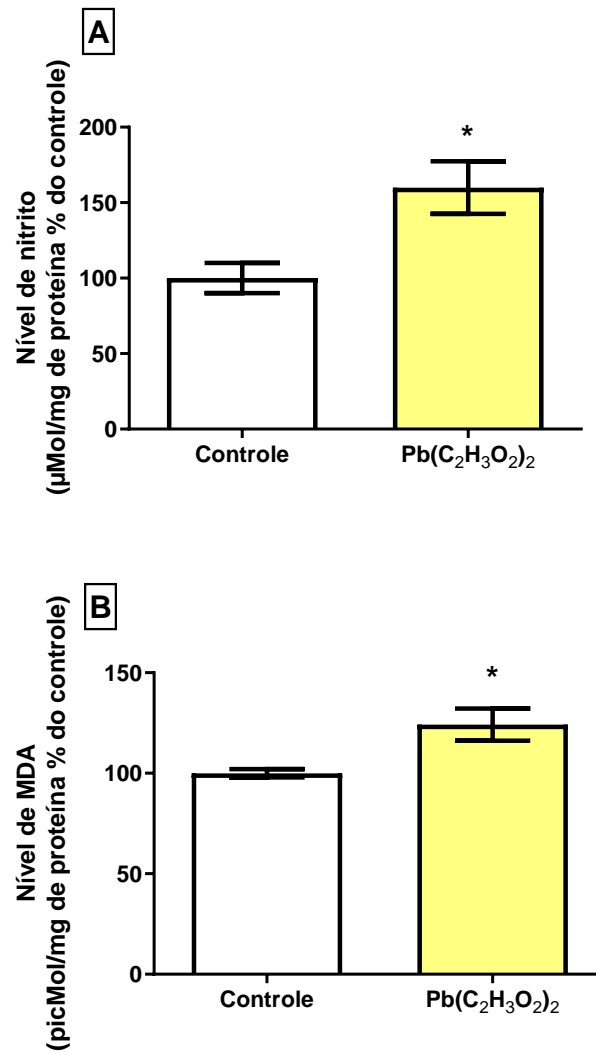 A
Nível de nitrito
(µMol/mg de proteína % do controle)
200
150
100
50
0
*
Controle
Pb(C₂H₃O₂)₂
B
Nível de MDA
(picMol/mg de proteína % do controle)
150
100
50
0
*
Controle
Pb(C₂H₃O₂)₂